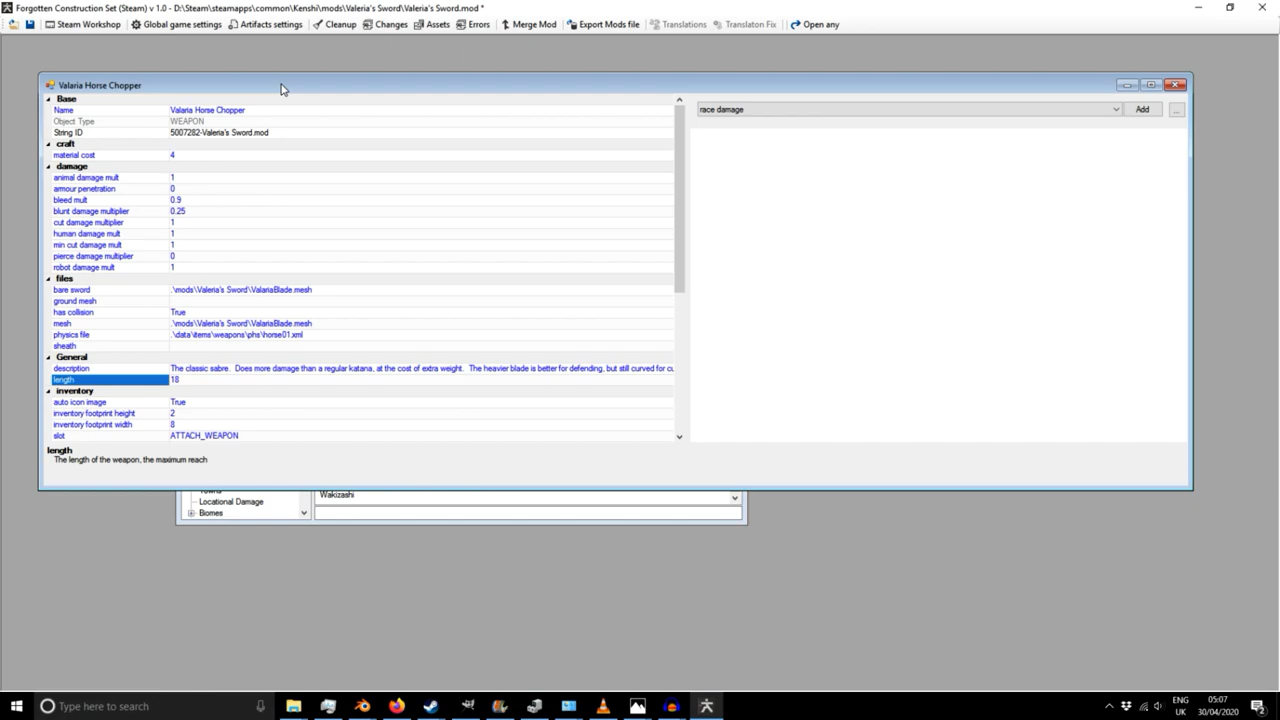 Forgotten Construction Set (Steam) v 1.0 - D:\Steam\steamapps\common\Kenshi\mods\Valeria's Sword\Valeria's Sword.mod *
Steam Workshop Global game settings Artifacts settings Cleanup Changes Assets Errors Merge Mod Export Mods file Translations Translaton Fix Open any
Valaria Horse Chopper
Base
Name Valaria Horse Chopper
Object Type WEAPON
String ID 5007282-Valeria's Sword.mod
craft
material cost 4
damage
animal damage mult 1
armour penetration 0
bleed mult 0.9
blunt damage multiplier 0.25
cut damage multiplier 1
human damage mult 1
min cut damage mult 1
pierce damage multiplier 0
robot damage mult 1
files
bare sword .\mods\Valeria's Sword\ValariaBlade.mesh
ground mesh
has collision True
mesh .\mods\Valeria's Sword\ValariaBlade.mesh
physics file .\data\items\weapons\phs\horse01.xml
sheath
General
description The classic sabre. Does more damage than a regular katana, at the cost of extra weight. The heavier blade is better for defending, but still curved for cu
length 18
inventory
auto icon image True
inventory footprint height 2
inventory footprint width 8
slot ATTACH_WEAPON
length
The length of the weapon, the maximum reach
race damage Add ...
Locational Damage
Biomes
Wakizashi
Type here to search
ENG
UK
05:07
30/04/2020
2